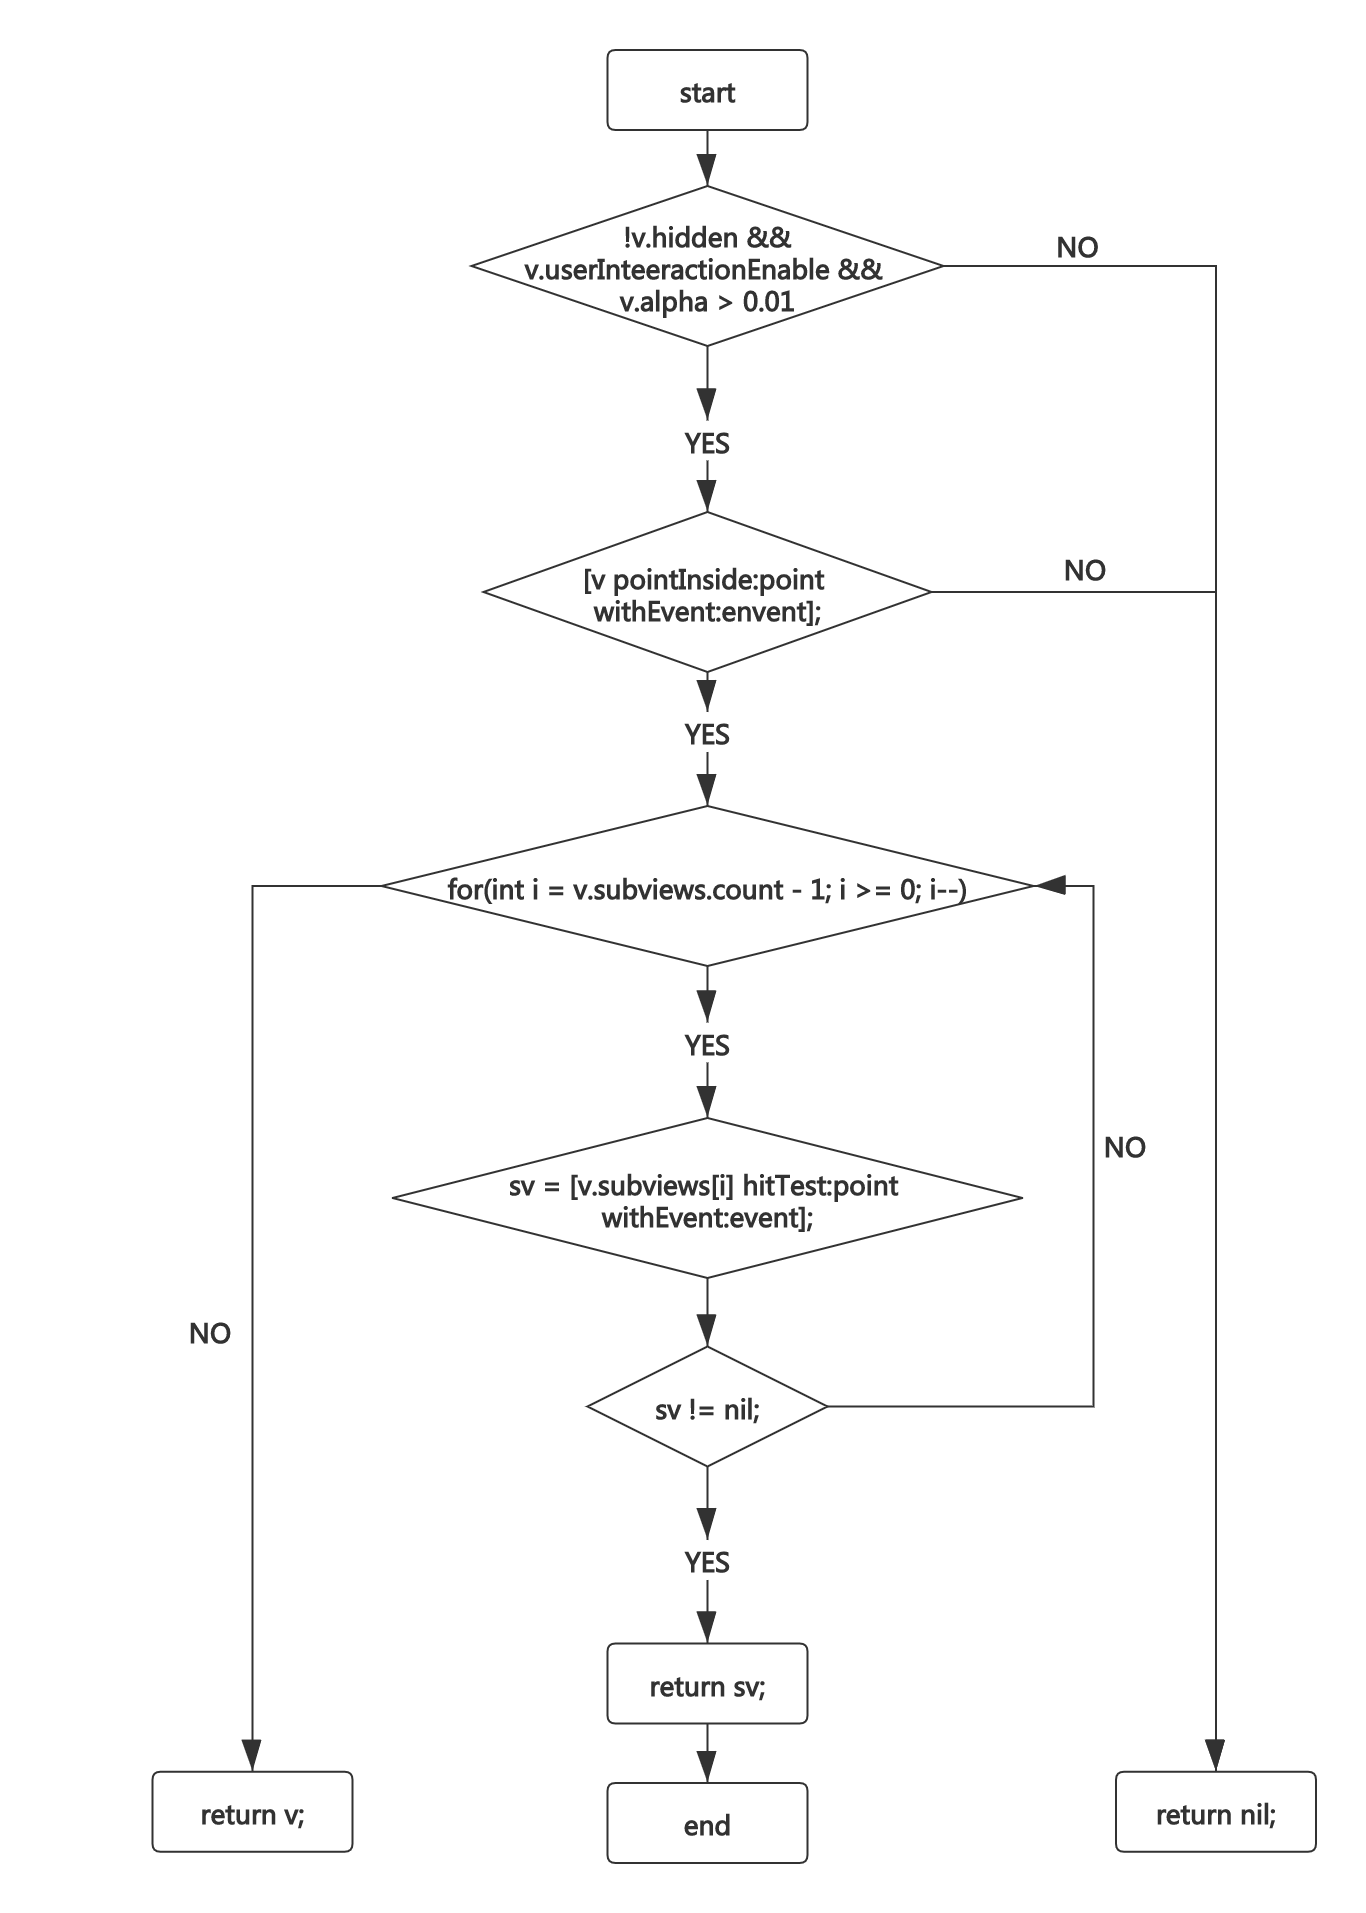 start
!v.hidden &&
v.userInteeractionEnable &&
v.alpha > 0.01
NO
YES
[v pointInside:point
withEvent:envent];
NO
YES
for(int i = v.subviews.count - 1; i >= 0; i--)
YES
NO
sv = [v.subviews[i] hitTest:point
withEvent:event];
NO
sv != nil;
YES
return sv;
return v;
end
return nil;